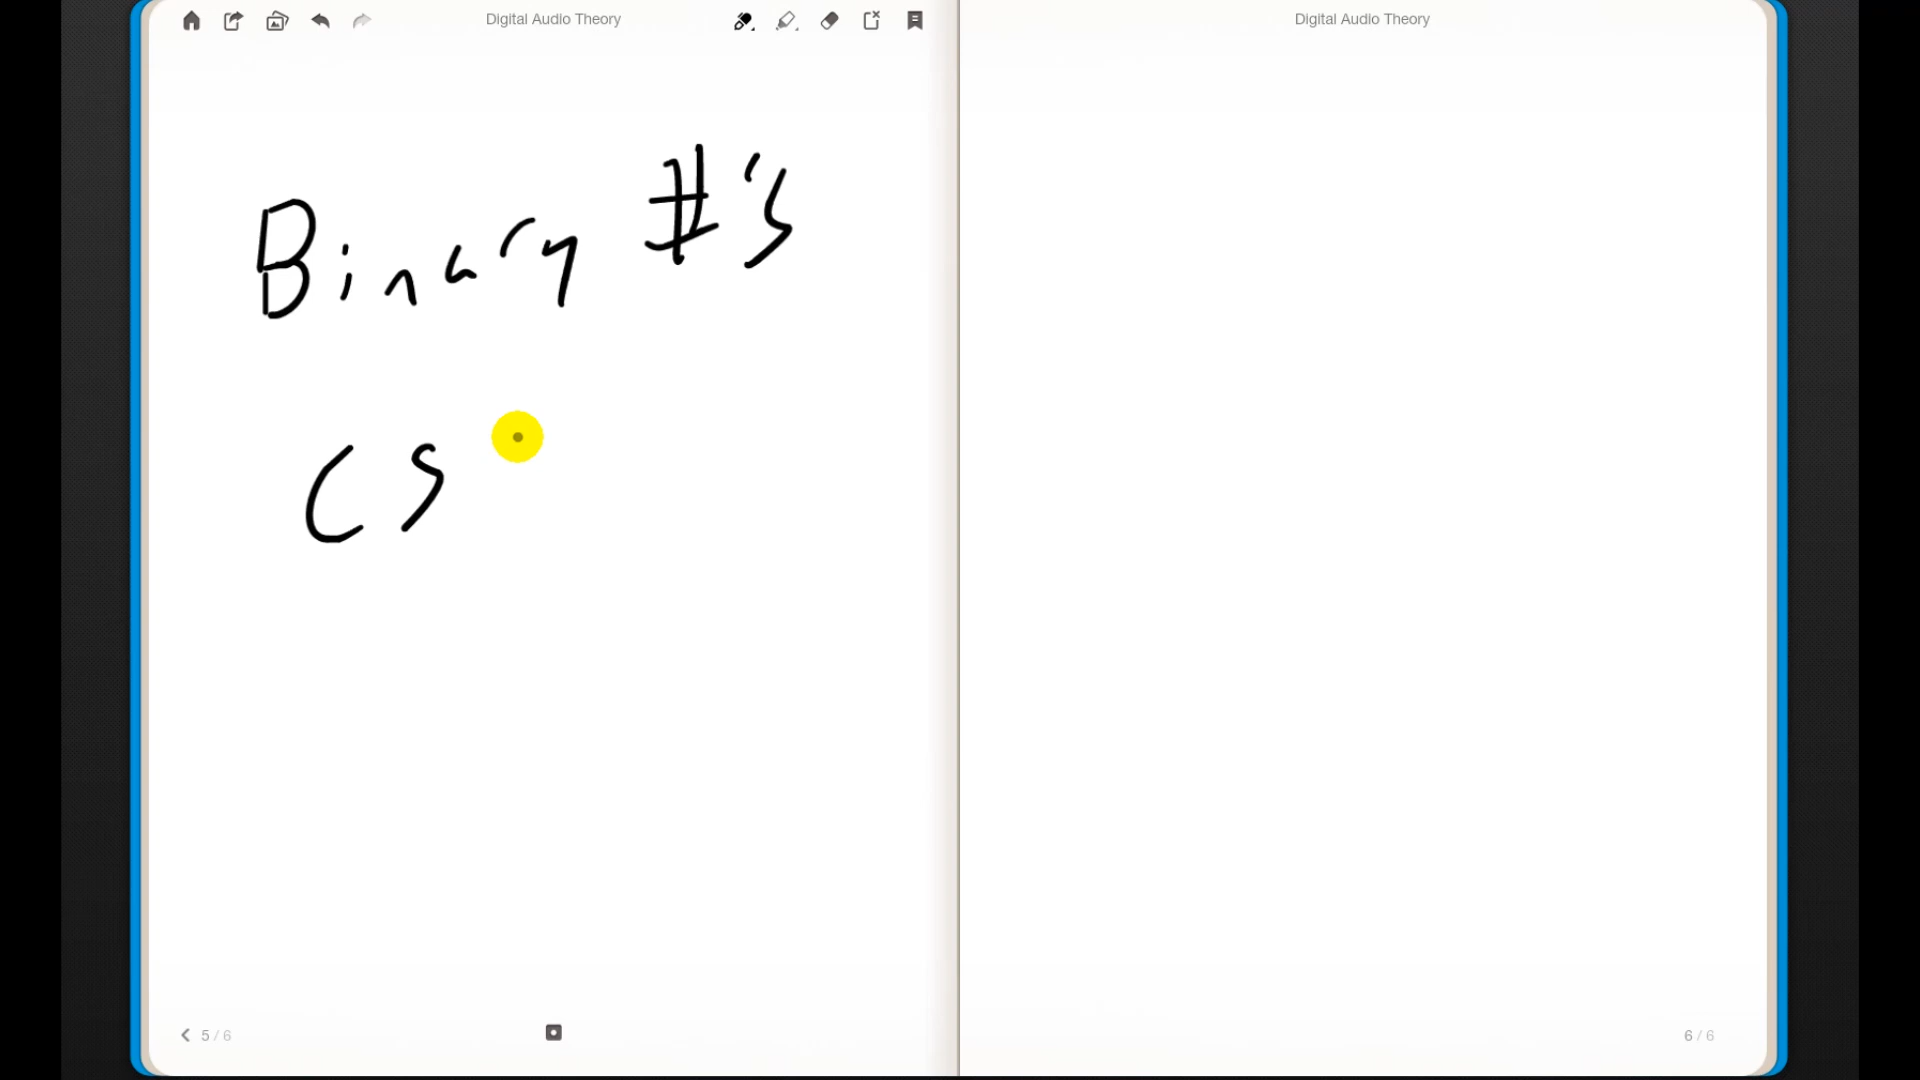 Digital Audio Theory
Binary #'s
CS
5 / 6
Digital Audio Theory
6 / 6